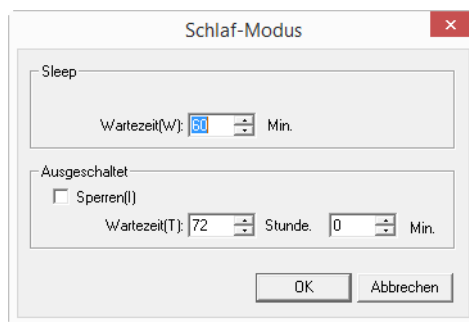 Schlaf-Modus
Sleep
Wartezeit(W): 60 Min.
Ausgeschaltet
Sperren(I)
Wartezeit(T): 72 Stunde. 0 Min.
OK Abbrechen